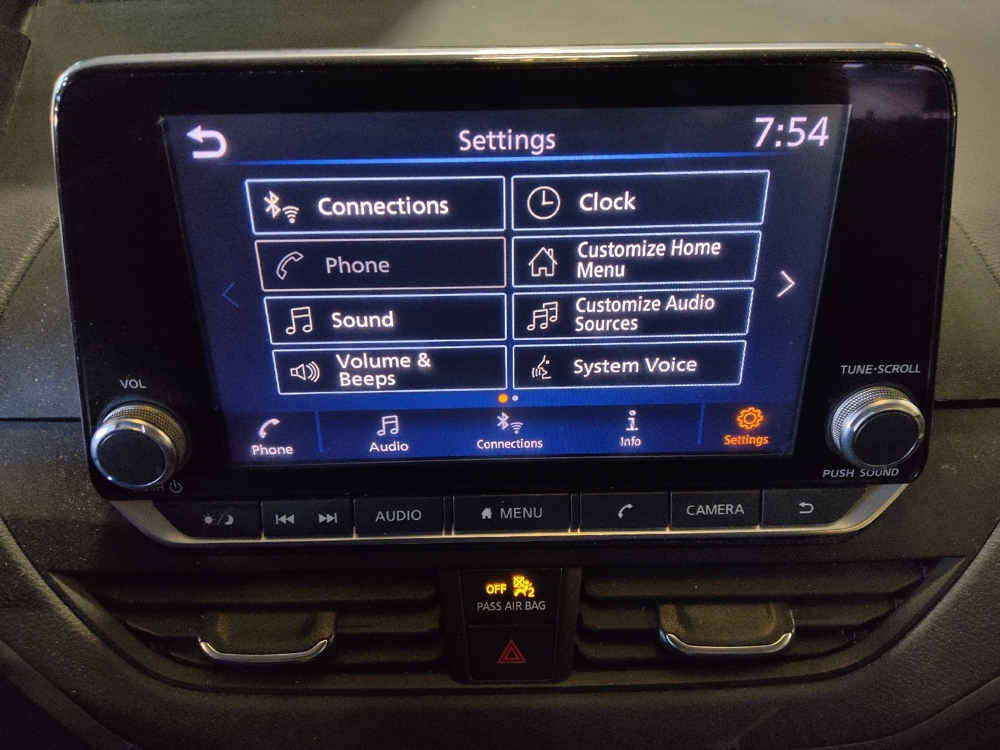 Settings
7:54
Connections
Clock
Phone
Customize Home
Menu
Sound
Customize Audio
Sources
Volume &
Beeps
System Voice
Phone
Audio
Connections
Info
Settings
VOL
TUNE·SCROLL
PUSH SOUND
AUDIO
MENU
CAMERA
OFF
2
PASS AIR BAG